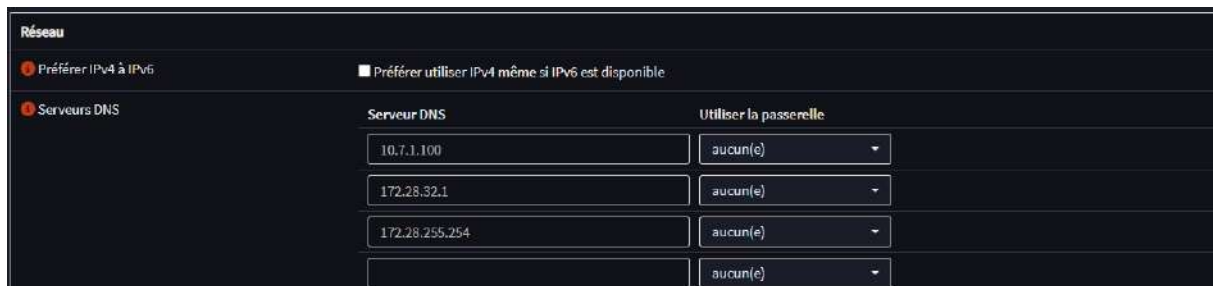 Réseau
Préférer IPv4 à IPv6
Préférer utiliser IPv4 même si IPv6 est disponible
Serveurs DNS
Serveur DNS Utiliser la passerelle
10.7.1.100 aucun(e)
172.28.32.1 aucun(e)
172.28.255.254 aucun(e)
aucun(e)